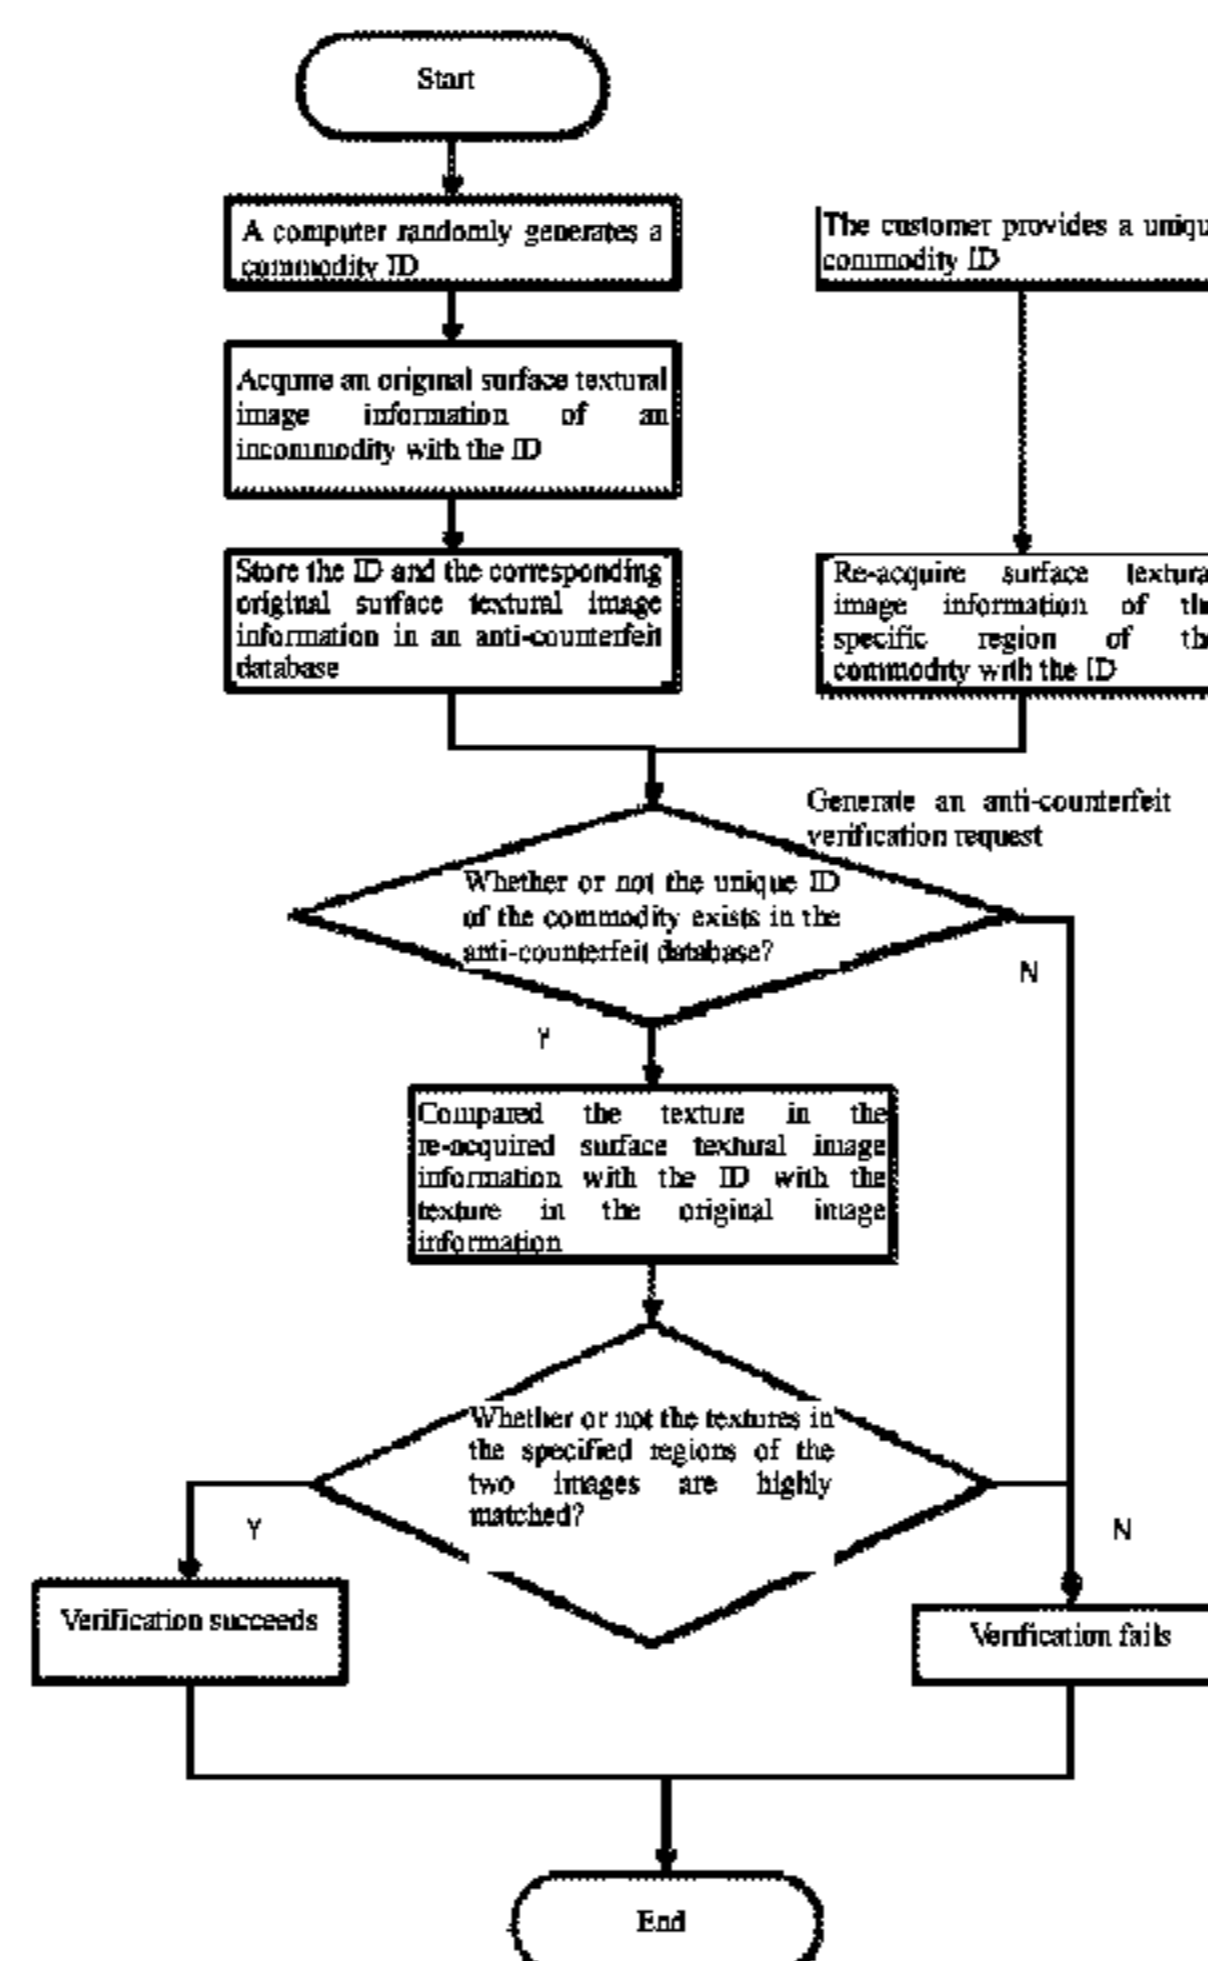 Start
A computer randomly generates a
commodity ID
The customer provides a uniqu
commodity ID
Acquire an original surface textural
image information of an
incommodity with the ID
Store the ID and the corresponding
original surface textural image
information in an anti-counterfeit
database
Re-acquire surface textura
image information of th
specific region of th
commodity with the ID
Generate an anti-counterfeit
verification request
Whether or not the unique ID
of the commodity exists in the
anti-counterfeit database?
N
Y
Compared the texture in the
re-acquired surface textural image
information with the ID with the
texture in the original image
information
Whether or not the textures in
the specified regions of the
two images are highly
matched?
Y
N
Verification succeeds
Verification fails
End